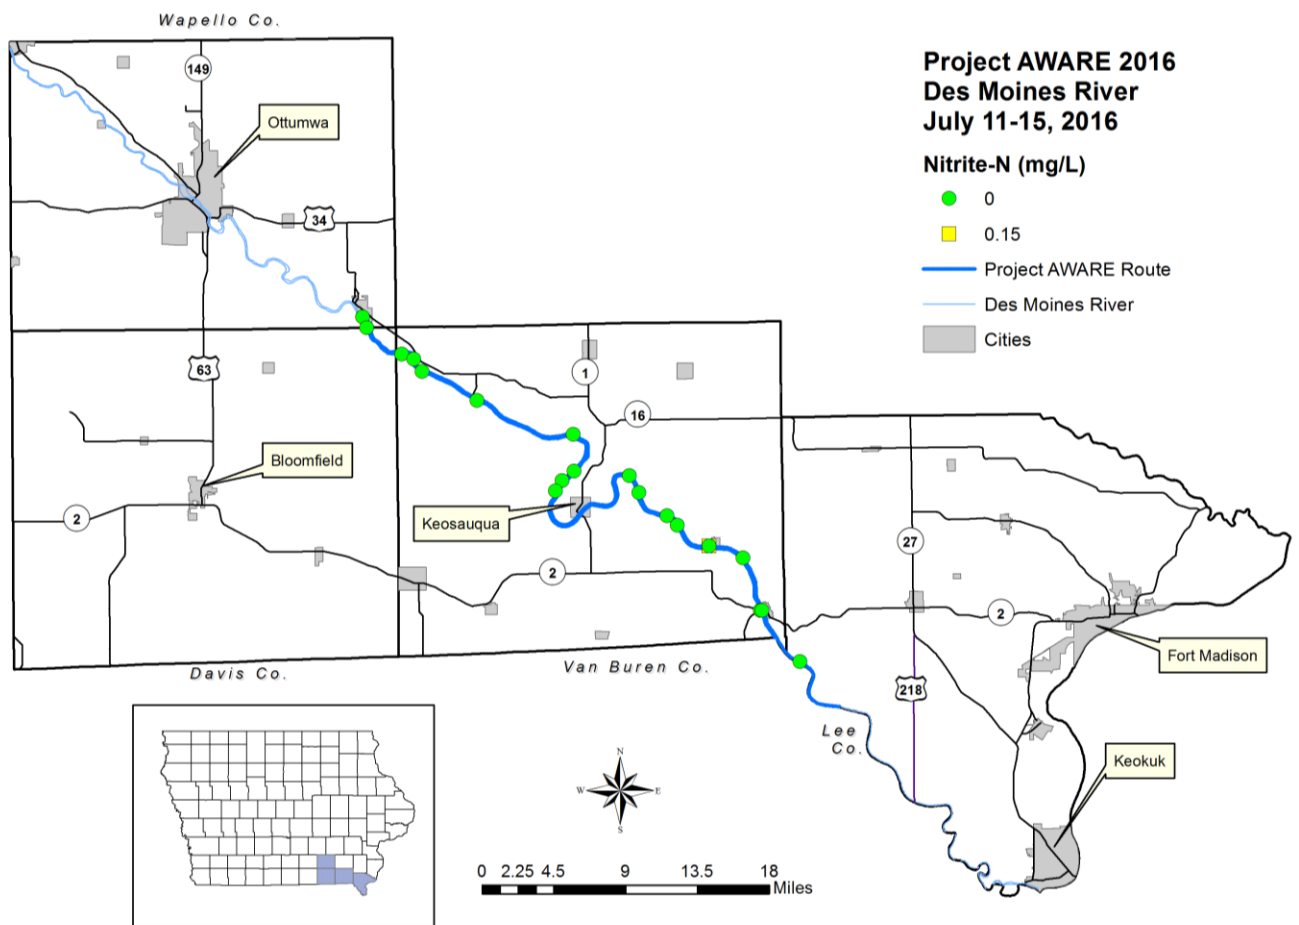 Wapello Co.
Project AWARE 2016
Des Moines River
July 11-15, 2016
Nitrite-N (mg/L)
0
0.15
Project AWARE Route
Des Moines River
Cities
149
Ottumwa
34
63
1
16
Bloomfield
2
Keosauqua
27
2
2
Fort Madison
Davis Co.
Van Buren Co.
218
Lee
Co.
Keokuk
N
W
E
S
0
2.25
4.5
9
13.5
18
Miles